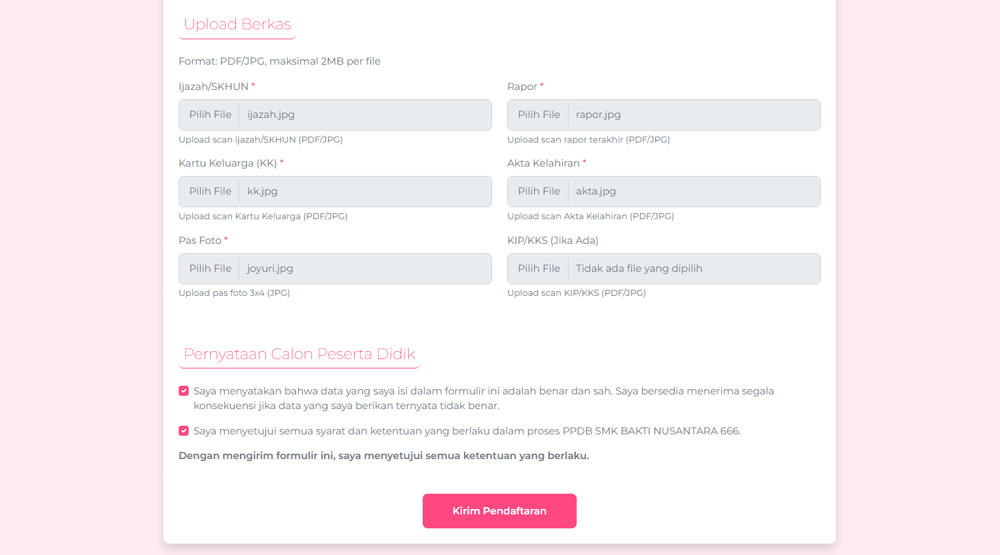 Upload Berkas
Format: PDF/JPG, maksimal 2MB per file
Ijazah/SKHUN *
Pilih File ijazah.jpg
Upload scan ijazah/SKHUN (PDF/JPG)
Rapor *
Pilih File rapor.jpg
Upload scan rapor terakhir (PDF/JPG)
Kartu Keluarga (KK) *
Pilih File kk.jpg
Upload scan Kartu Keluarga (PDF/JPG)
Akta Kelahiran *
Pilih File akta.jpg
Upload scan Akta Kelahiran (PDF/JPG)
Pas Foto *
Pilih File joyuri.jpg
Upload pas foto 3x4 (JPG)
KIP/KKS (Jika Ada)
Pilih File Tidak ada file yang dipilih
Upload scan KIP/KKS (PDF/JPG)
Pernyataan Calon Peserta Didik
Saya menyatakan bahwa data yang saya isi dalam formulir ini adalah benar dan sah. Saya bersedia menerima segala
konsekuensi jika data yang saya berikan ternyata tidak benar.
Saya menyetujui semua syarat dan ketentuan yang berlaku dalam proses PPDB SMK BAKTI NUSANTARA 666.
Dengan mengirim formulir ini, saya menyetujui semua ketentuan yang berlaku.
Kirim Pendaftaran